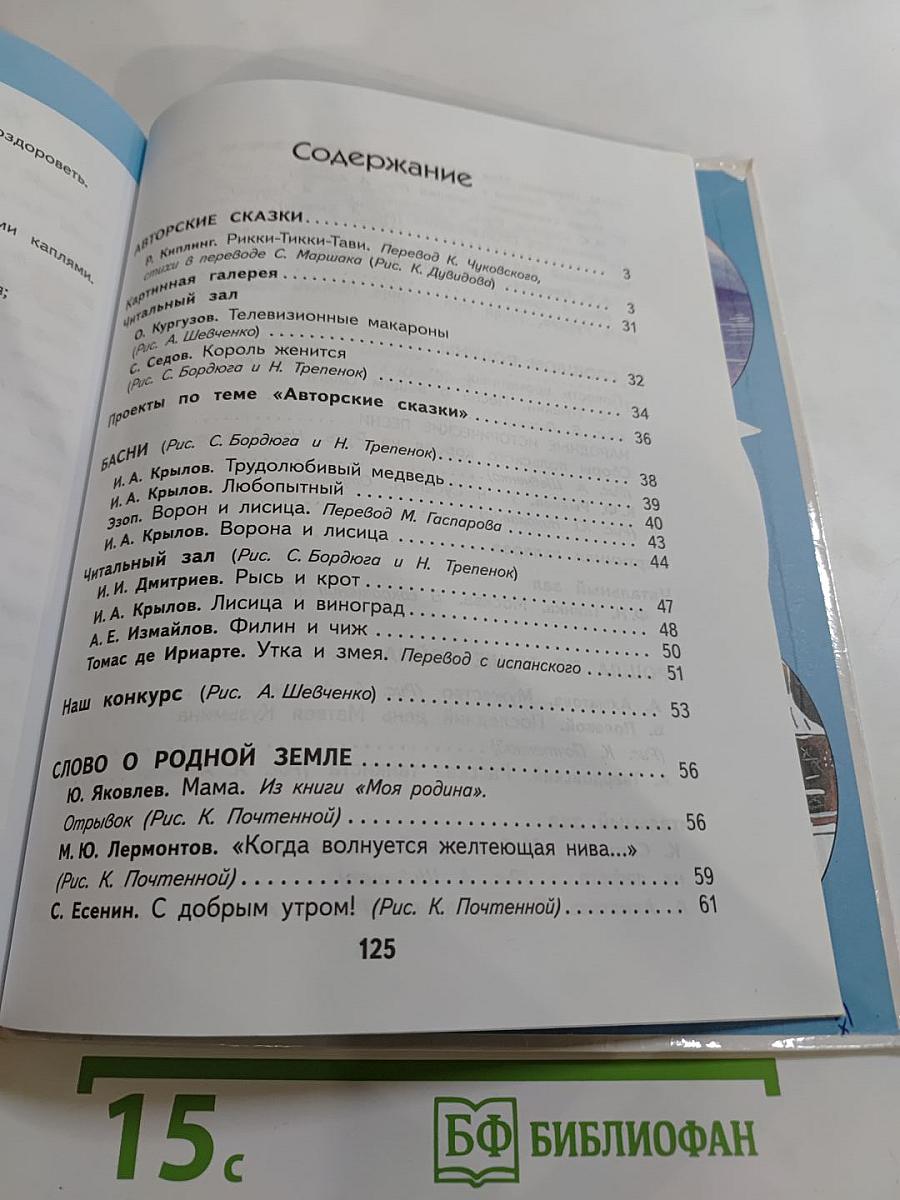 оздороветь.
ми каплями.
Содержание
АВТОРСКИЕ СКАЗКИ..............................3
Р. Киплинг. Рикки-Тикки-Тави. Перевод К. Чуковского,
стихи в переводе С. Маршака (Рис. К. Дувидова) .......... 3
Картинная галерея .............................. 31
Читальный зал
О. Кургузов. Телевизионные макароны
(Рис. А. Шевченко) .............................. 32
С. Седов. Король женится
(Рис. С. Бордюга и Н. Трепенок) .................... 34
Проекты по теме «Авторские сказки» .............. 36
БАСНИ (Рис. С. Бордюга и Н. Трепенок) .............. 38
И. А. Крылов. Трудолюбивый медведь .............. 39
И. А. Крылов. Любопытный .................... 40
Эзоп. Ворон и лисица. Перевод М. Гаспарова .......... 43
И. А. Крылов. Ворона и лисица .................... 44
Читальный зал (Рис. С. Бордюга и Н. Трепенок)
И. И. Дмитриев. Рысь и крот .................... 47
И. А. Крылов. Лисица и виноград .................... 48
А. Е. Измайлов. Филин и чиж .................... 50
Томас де Ириарте. Утка и змея. Перевод с испанского .......... 51
Наш конкурс (Рис. А. Шевченко) .................... 53
СЛОВО О РОДНОЙ ЗЕМЛЕ .................... 56
Ю. Яковлев. Мама. Из книги «Моя родина».
Отрывок (Рис. К. Почтенной) .................... 56
М. Ю. Лермонтов. «Когда волнуется желтеющая нива...»
(Рис. К. Почтенной) .............................. 59
С. Есенин. С добрым утром! (Рис. К. Почтенной) .......... 61
125
15с
БФ БИБЛИОФАН